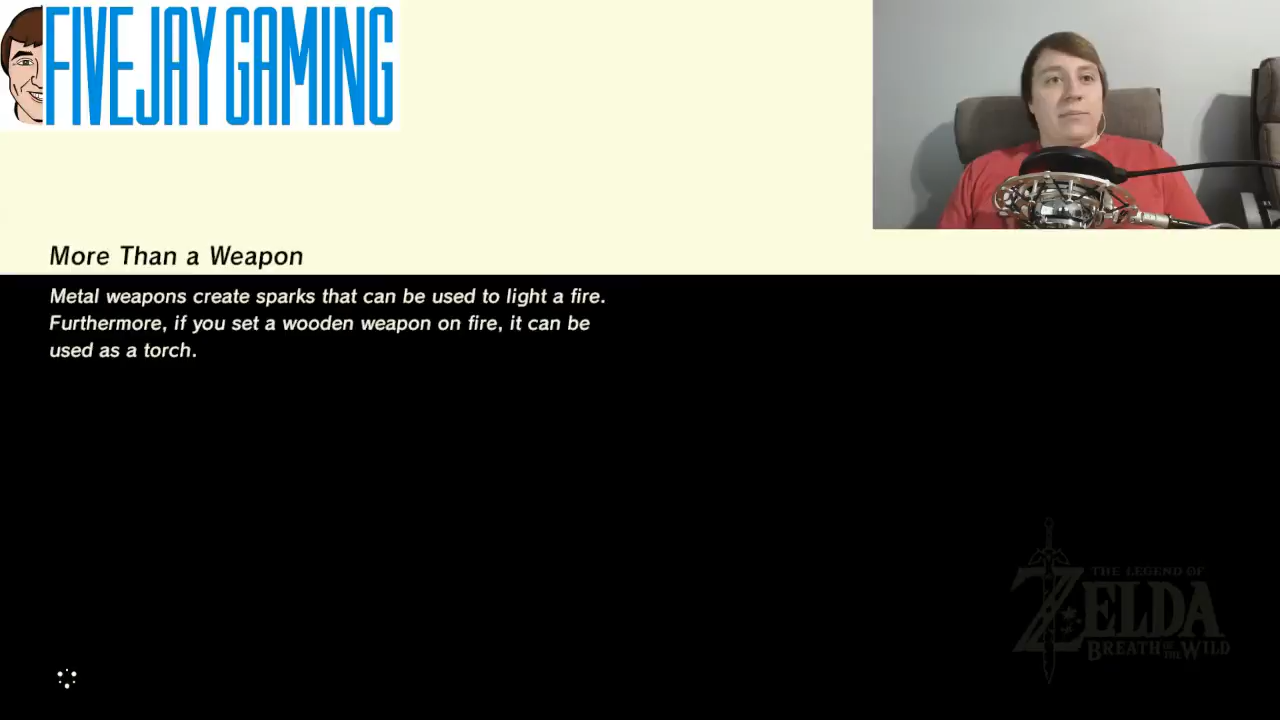 FIVEJAY GAMING
More Than a Weapon
Metal weapons create sparks that can be used to light a fire.
Furthermore, if you set a wooden weapon on fire, it can be
used as a torch.
THE LEGEND OF
ZELDA
BREATH OF THE WILD